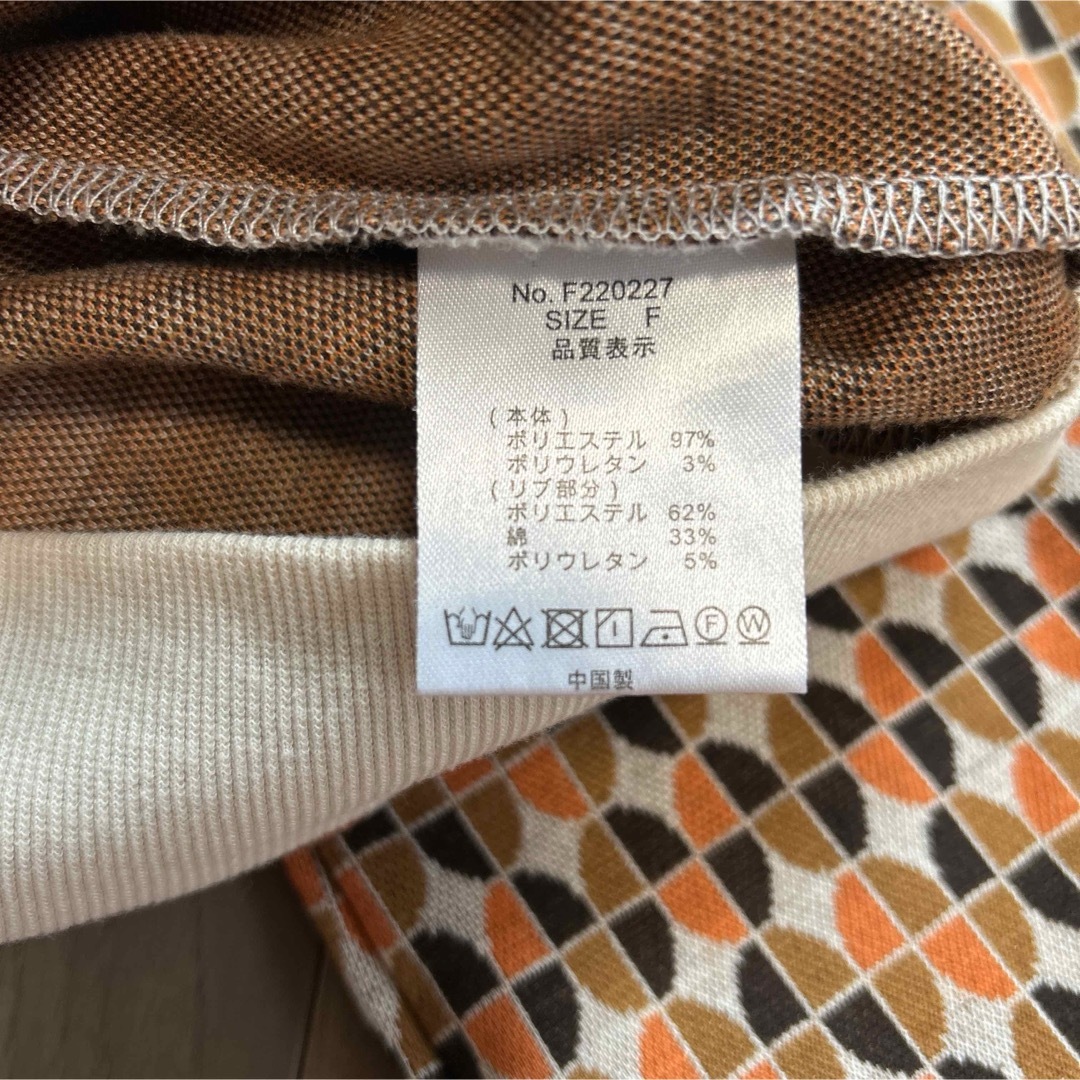 No. F220227
SIZE F
品質表示
(本体)
ポリエステル 97%
ポリウレタン 3%
(リブ部分)
ポリエステル 62%
綿 33%
ポリウレタン 5%
F W
中国製